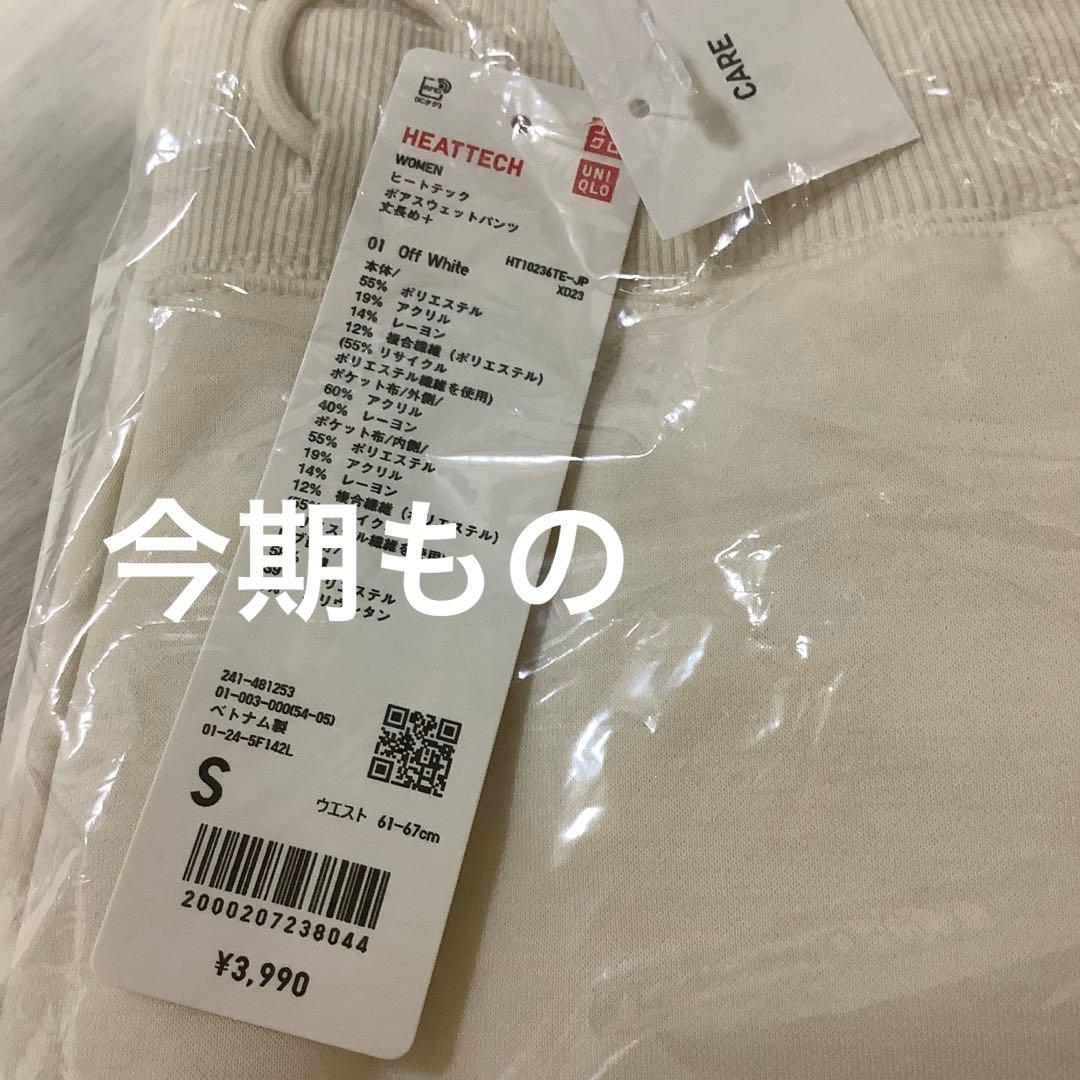 CARE
HEATTECH
UNI
QLO
WOMEN
ヒートテック
ボアスウェットパンツ
丈長め+
01 Off White
HT10236TE-JP
XD23
本体/
55% ポリエステル
19% アクリル
14% レーヨン
12% 複合繊維 (ポリエステル)
(55% リサイクル
ポリエステル繊維を使用)
ポケット布/外側/
60% アクリル
40% レーヨン
ポケット布/内側/
55% ポリエステル
19% アクリル
14% レーヨン
12% 複合繊維 (ポリエステル)
今期もの
241-481253
01-003-000(54-05)
ベトナム製
01-24-5F142L
S
ウエスト 61-67cm
2000207238044
¥3,990